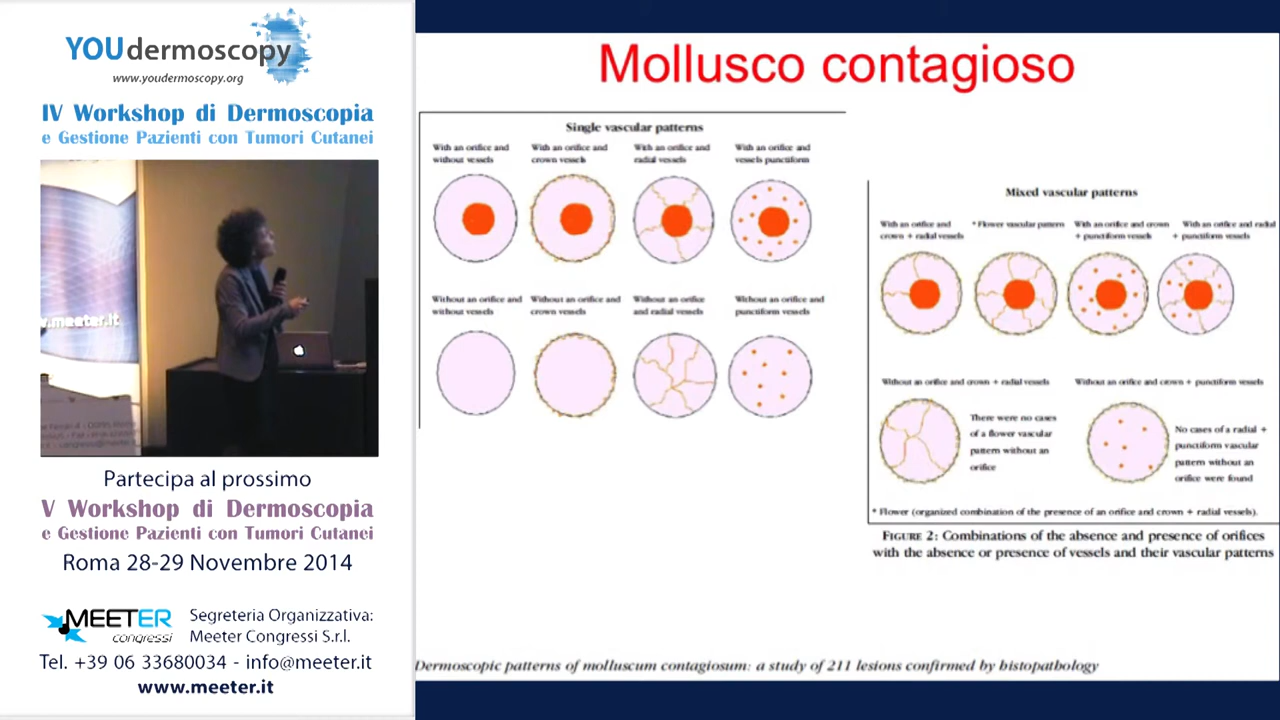 YOUdermoscopy
www.youdermoscopy.org
IV Workshop di Dermoscopia
e Gestione Pazienti con Tumori Cutanei
.meeter.it
Partecipa al prossimo
V Workshop di Dermoscopia
e Gestione Pazienti con Tumori Cutanei
Roma 28-29 Novembre 2014
MEETER
congressi
Segreteria Organizzativa:
Meeter Congressi S.r.l.
Tel. +39 06 33680034 - info@meeter.it
www.meeter.it
Mollusco contagioso
Single vascular patterns
With an orifice and
without vessels
With an orifice and
crown vessels
With an orifice and
radial vessels
With an orifice and
vessels punctiform
Without an orifice and
without vessels
Without an orifice and
crown vessels
Without an orifice
and radial vessels
Without an orifice and
punctiform vessels
Mixed vascular patterns
With an orifice and
crown + radial vessels
* Flower vascular pattern
With an orifice and crown
+ punctiform vessels
With an orifice and radial
+ punctiform vessels
Without an orifice and crown + radial vessels
There were no cases
of a flower vascular
pattern without an
orifice
Without an orifice and crown + punctiform vessels
No cases of a radial +
punctiform vascular
pattern without an
orifice were found
* Flower (organized combination of the presence of an orifice and crown + radial vessels).
FIGURE 2: Combinations of the absence and presence of orifices
with the absence or presence of vessels and their vascular patterns
Dermoscopic patterns of molluscum contagiosum: a study of 211 lesions confirmed by histopathology